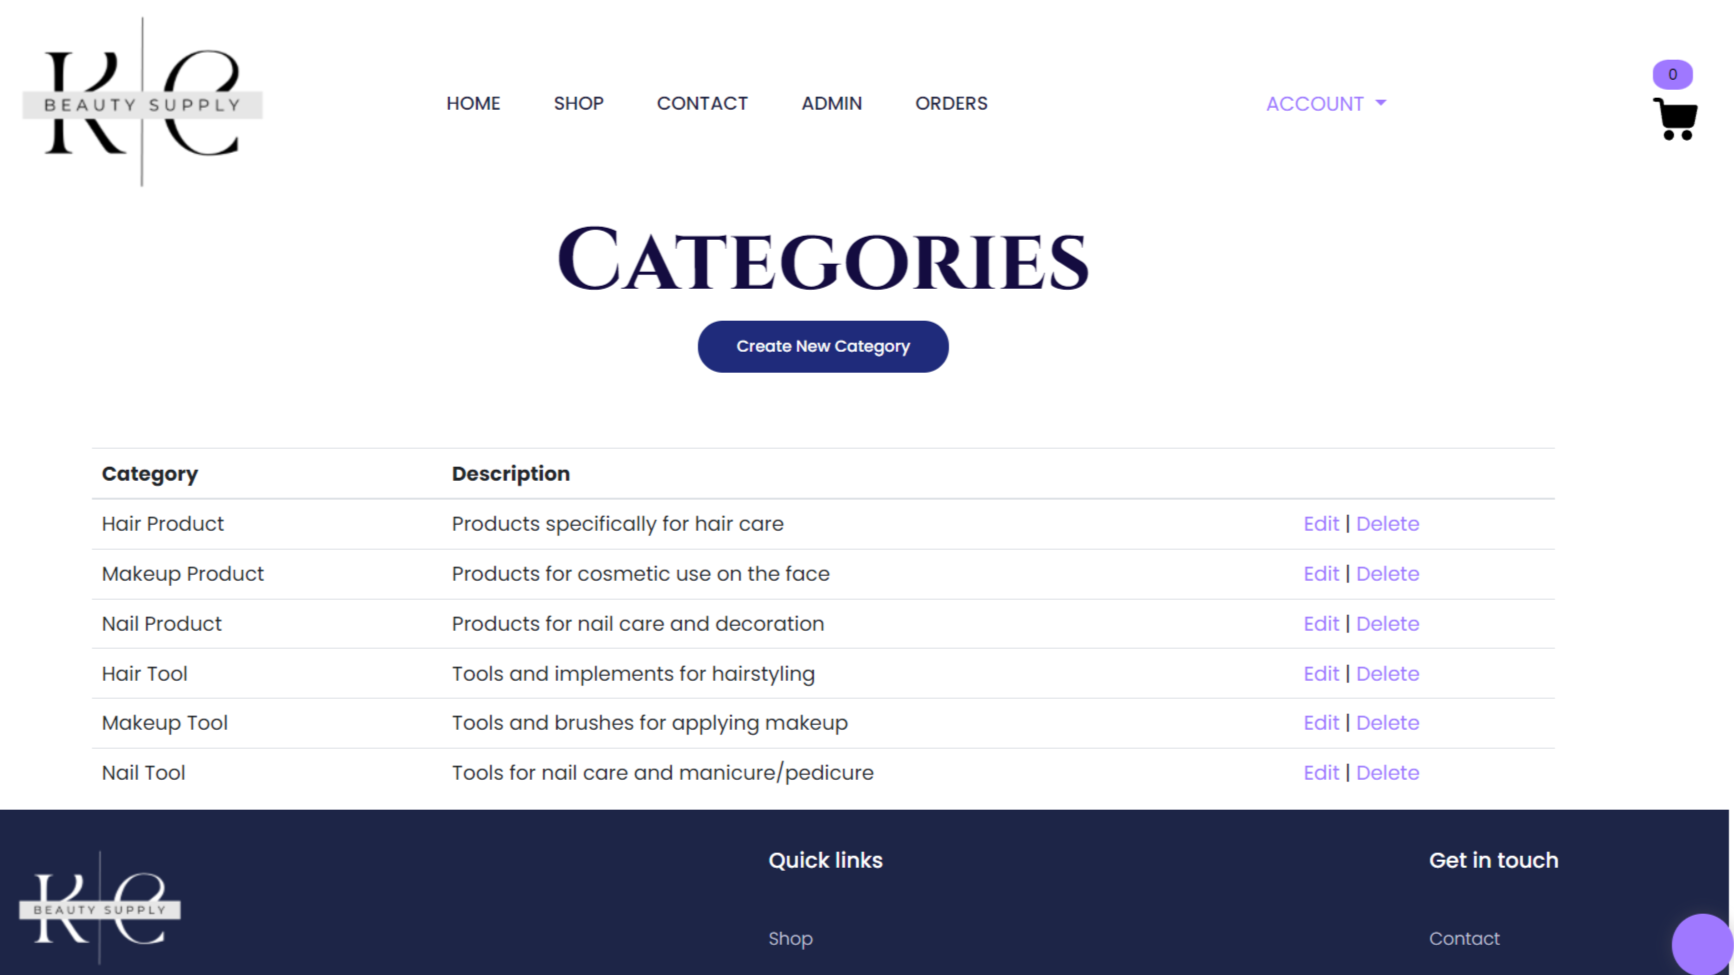 K C
BEAUTY SUPPLY
HOME SHOP CONTACT ADMIN ORDERS ACCOUNT 0
Categories
Create New Category
Category Description
Hair Product Products specifically for hair care Edit | Delete
Makeup Product Products for cosmetic use on the face Edit | Delete
Nail Product Products for nail care and decoration Edit | Delete
Hair Tool Tools and implements for hairstyling Edit | Delete
Makeup Tool Tools and brushes for applying makeup Edit | Delete
Nail Tool Tools for nail care and manicure/pedicure Edit | Delete
Quick links Get in touch
K C
BEAUTY SUPPLY
Shop Contact